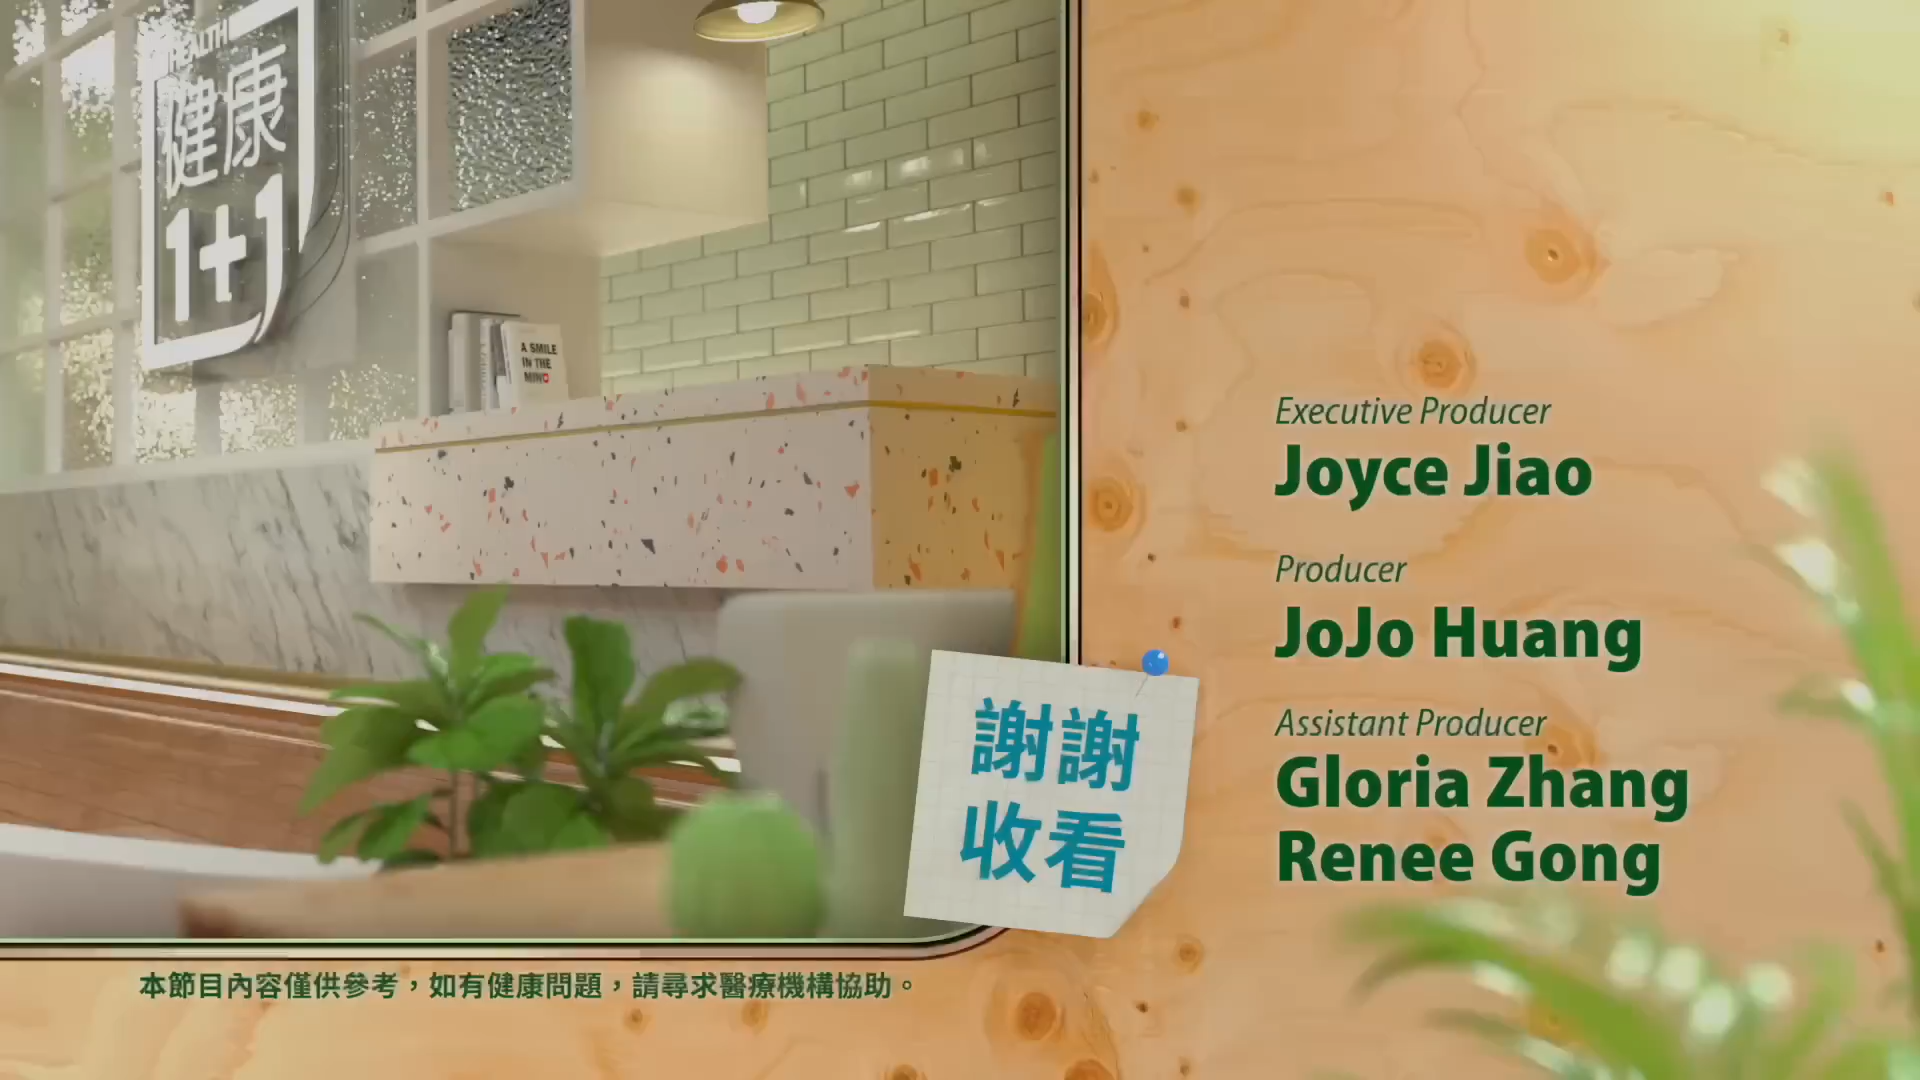 HEALTH
健康
1+1
A SMILE
IN THE
MIND
Executive Producer
Joyce Jiao
Producer
JoJo Huang
Assistant Producer
Gloria Zhang
Renee Gong
謝謝
收看
本節目內容僅供參考，如有健康問題，請尋求醫療機構協助。